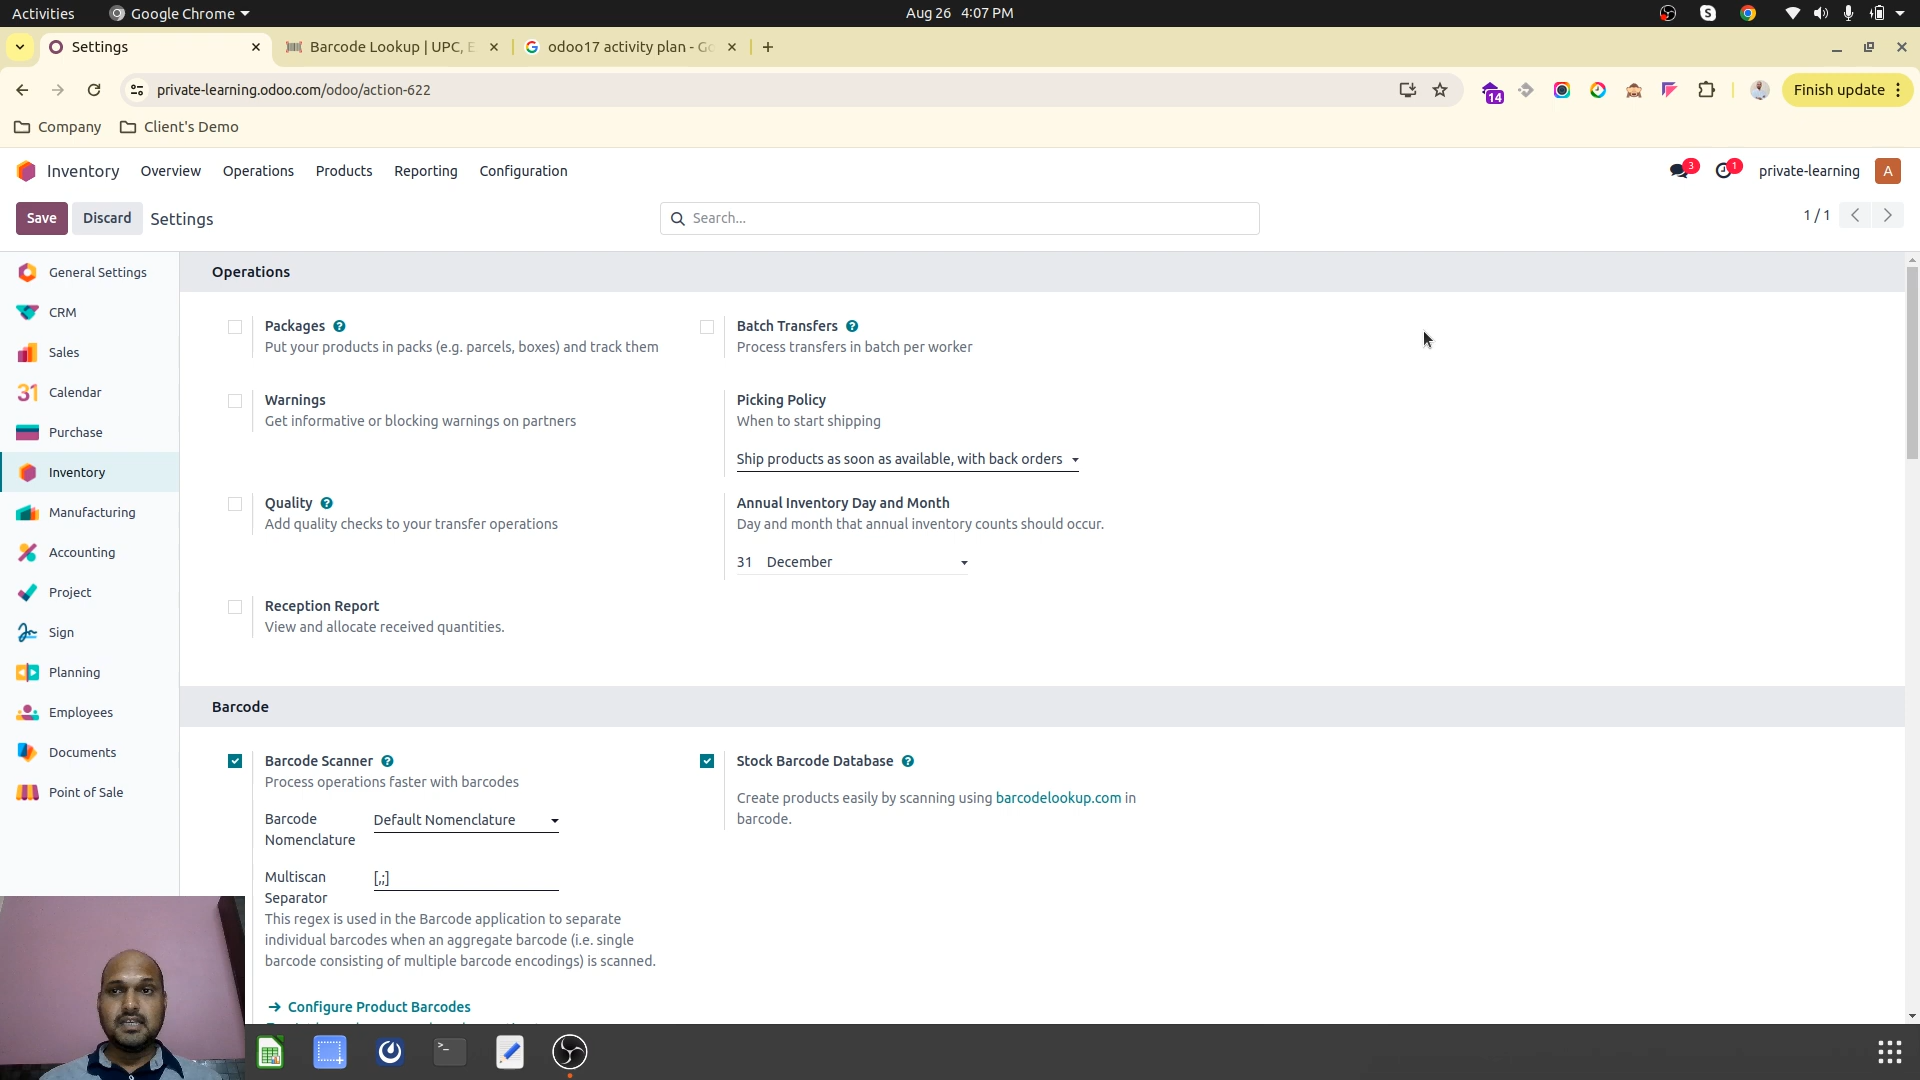 Activities
Google Chrome
Aug 26 4:07 PM
Settings
Barcode Lookup | UPC, E
odoo17 activity plan - Go
private-learning.odoo.com/odoo/action-622
14
Finish update
Company
Client's Demo
Inventory
Overview
Operations
Products
Reporting
Configuration
3
1
private-learning
A
Save
Discard
Settings
Search...
1 / 1
General Settings
CRM
Sales
31
Calendar
Purchase
Inventory
Manufacturing
Accounting
Project
Sign
Planning
Employees
Documents
Point of Sale
Operations
Packages ?
Put your products in packs (e.g. parcels, boxes) and track them
Batch Transfers ?
Process transfers in batch per worker
Warnings
Get informative or blocking warnings on partners
Picking Policy
When to start shipping
Ship products as soon as available, with back orders
Quality ?
Add quality checks to your transfer operations
Annual Inventory Day and Month
Day and month that annual inventory counts should occur.
31 December
Reception Report
View and allocate received quantities.
Barcode
Barcode Scanner ?
Process operations faster with barcodes
Barcode
Nomenclature
Default Nomenclature
Multiscan
Separator
[,;]
This regex is used in the Barcode application to separate
individual barcodes when an aggregate barcode (i.e. single
barcode consisting of multiple barcode encodings) is scanned.
Configure Product Barcodes
Stock Barcode Database ?
Create products easily by scanning using barcodelookup.com in
barcode.